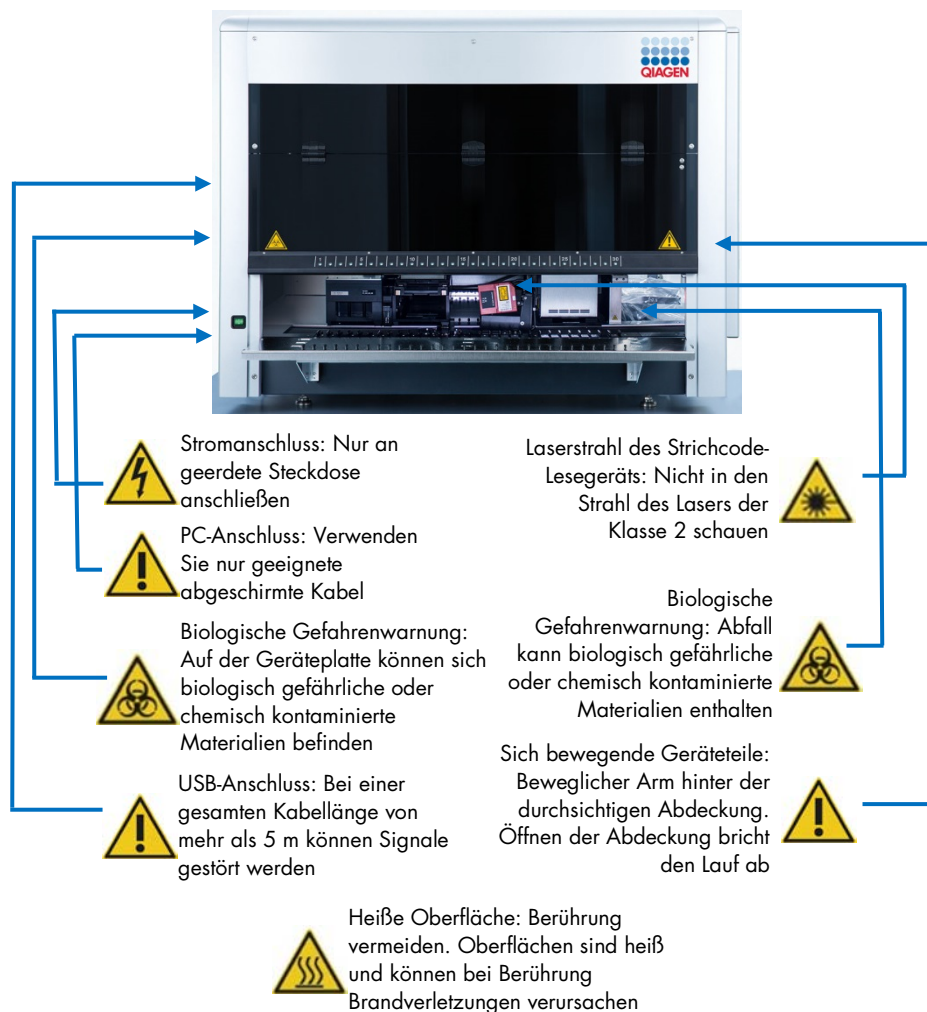 QIAGEN
Stromanschluss: Nur an
geerdete Steckdose
anschließen
PC-Anschluss: Verwenden
Sie nur geeignete
abgeschirmte Kabel
Biologische Gefahrenwarnung:
Auf der Geräteplatte können sich
biologisch gefährliche oder
chemisch kontaminierte
Materialien befinden
USB-Anschluss: Bei einer
gesamten Kabellänge von
mehr als 5 m können Signale
gestört werden
Laserstrahl des Strichcode-
Lesegeräts: Nicht in den
Strahl des Lasers der
Klasse 2 schauen
Biologische
Gefahrenwarnung: Abfall
kann biologisch gefährliche
oder chemisch kontaminierte
Materialien enthalten
Sich bewegende Geräteteile:
Beweglicher Arm hinter der
durchsichtigen Abdeckung.
Öffnen der Abdeckung bricht
den Lauf ab
Heiße Oberfläche: Berührung
vermeiden. Oberflächen sind heiß
und können bei Berührung
Brandverletzungen verursachen